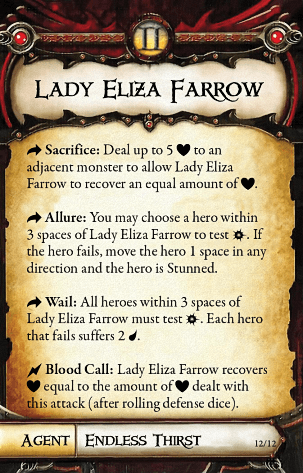 II
LADY ELIZA FARROW
Sacrifice: Deal up to 5 to an
adjacent monster to allow Lady Eliza
Farrow to recover an equal amount of .
Allure: You may choose a hero within
3 spaces of Lady Eliza Farrow to test . If
the hero fails, move the hero 1 space in any
direction and the hero is Stunned.
Wail: All heroes within 3 spaces of
Lady Eliza Farrow must test . Each hero
that fails suffers 2 .
Blood Call: Lady Eliza Farrow recovers
equal to the amount of dealt with
this attack (after rolling defense dice).
AGENT ENDLESS THIRST 12/12